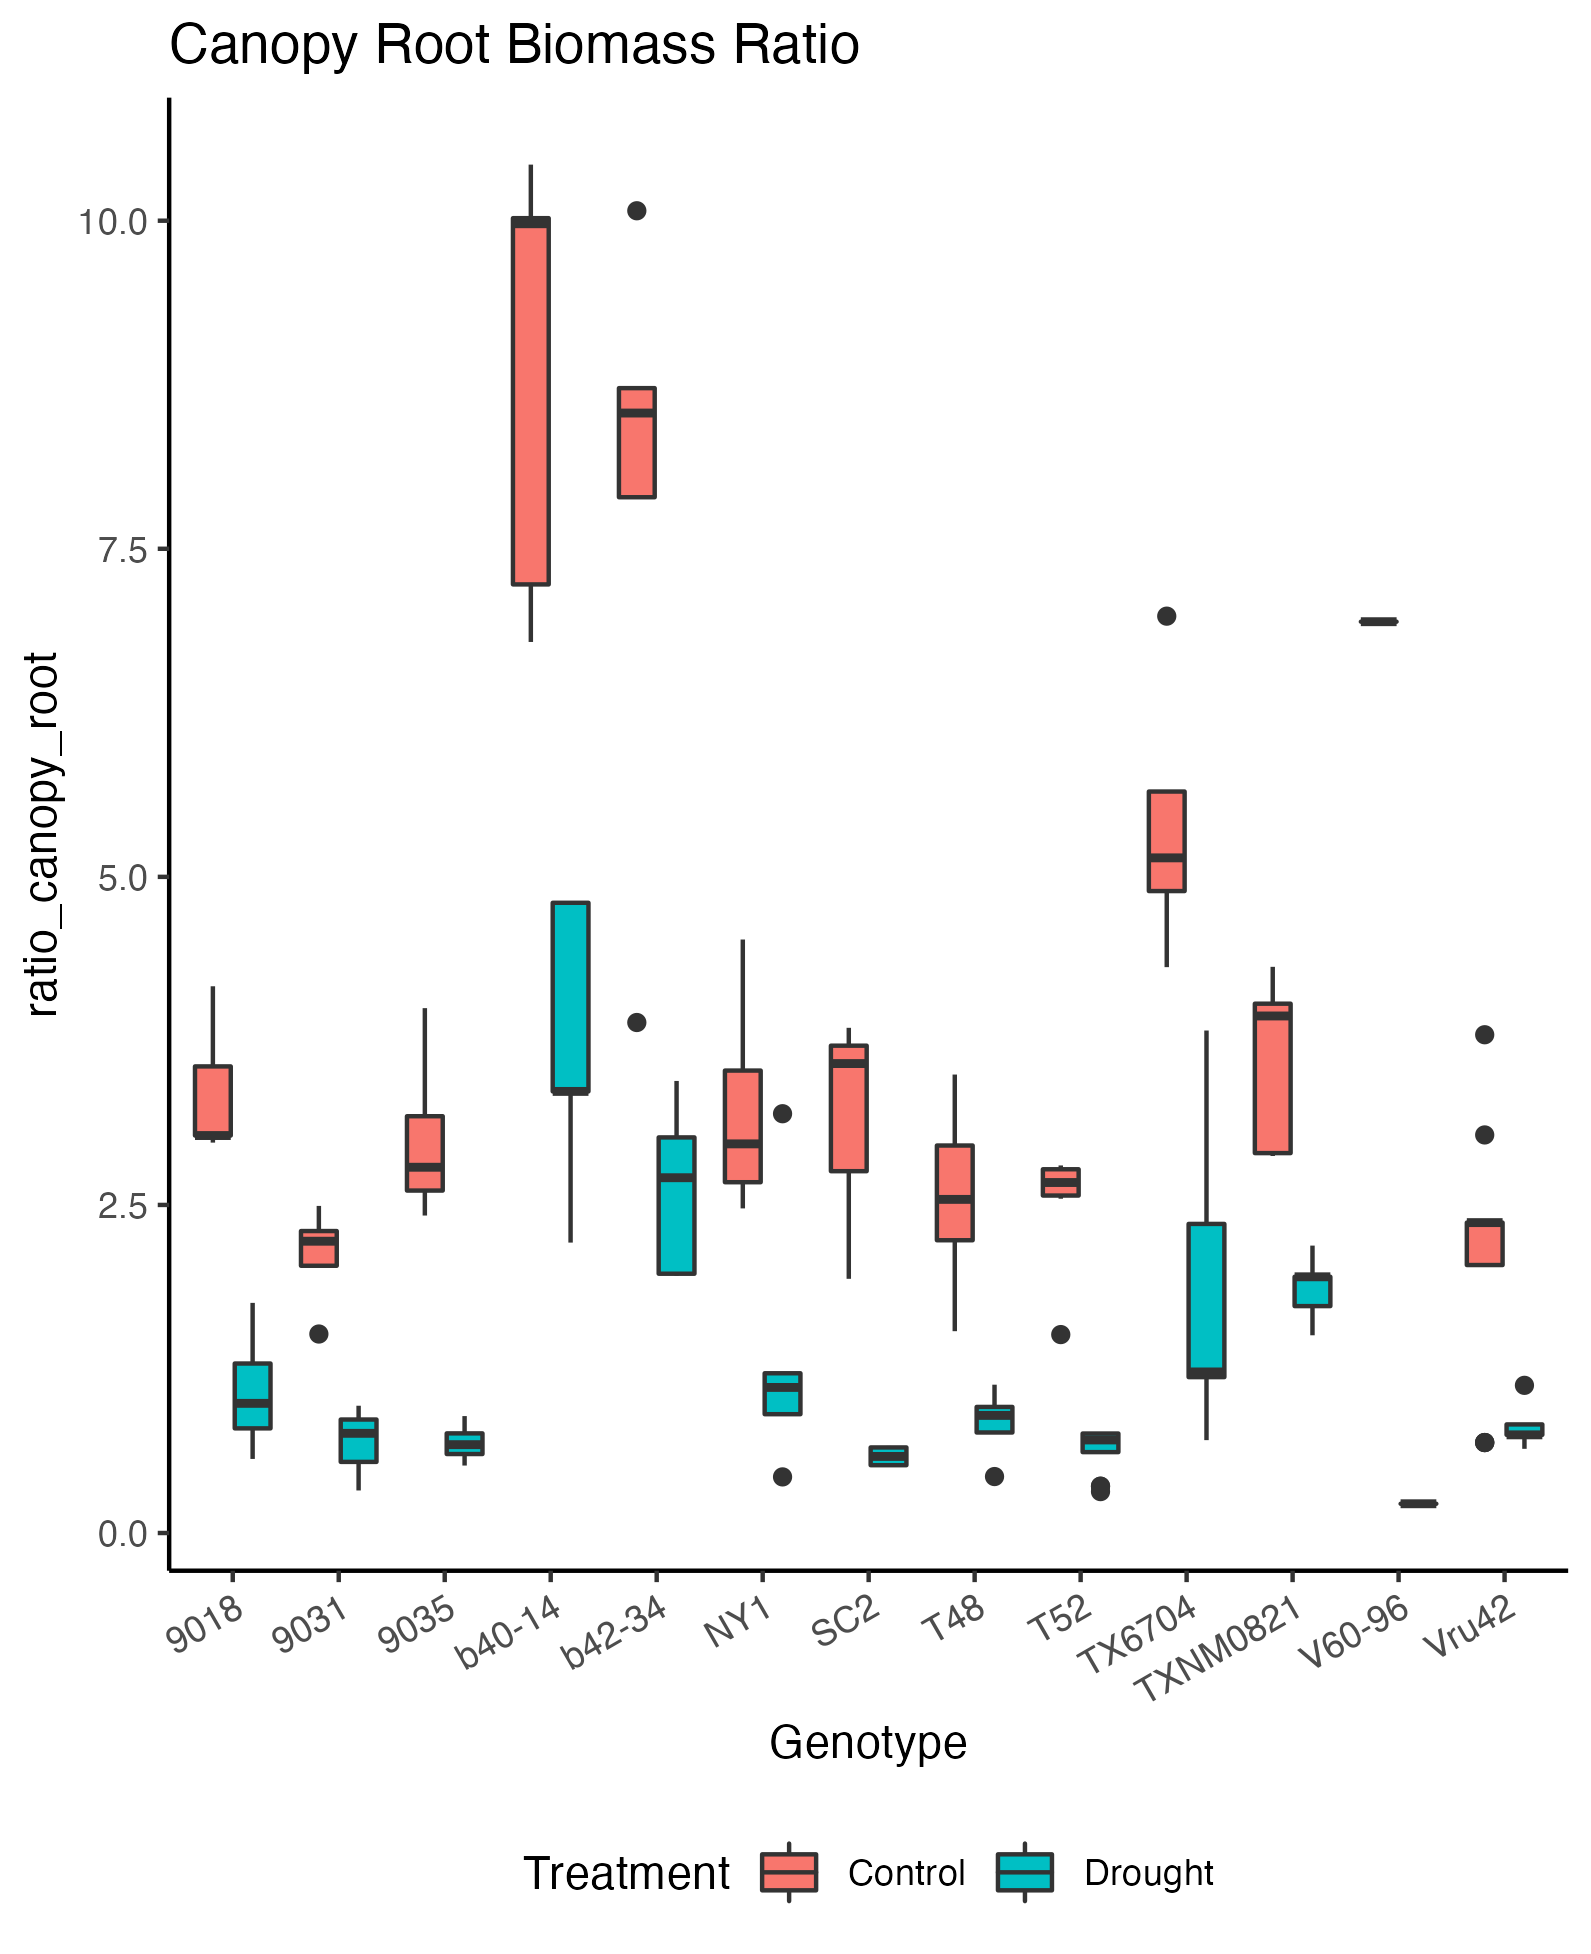 Canopy Root Biomass Ratio
ratio_canopy_root
10.0
7.5
5.0
2.5
0.0
9018
9031
9035
b40-14
b42-34
NY1
SC2
T48
T52
TX6704
TXNM0821
V60-96
Vru42
Genotype
Treatment Control Drought